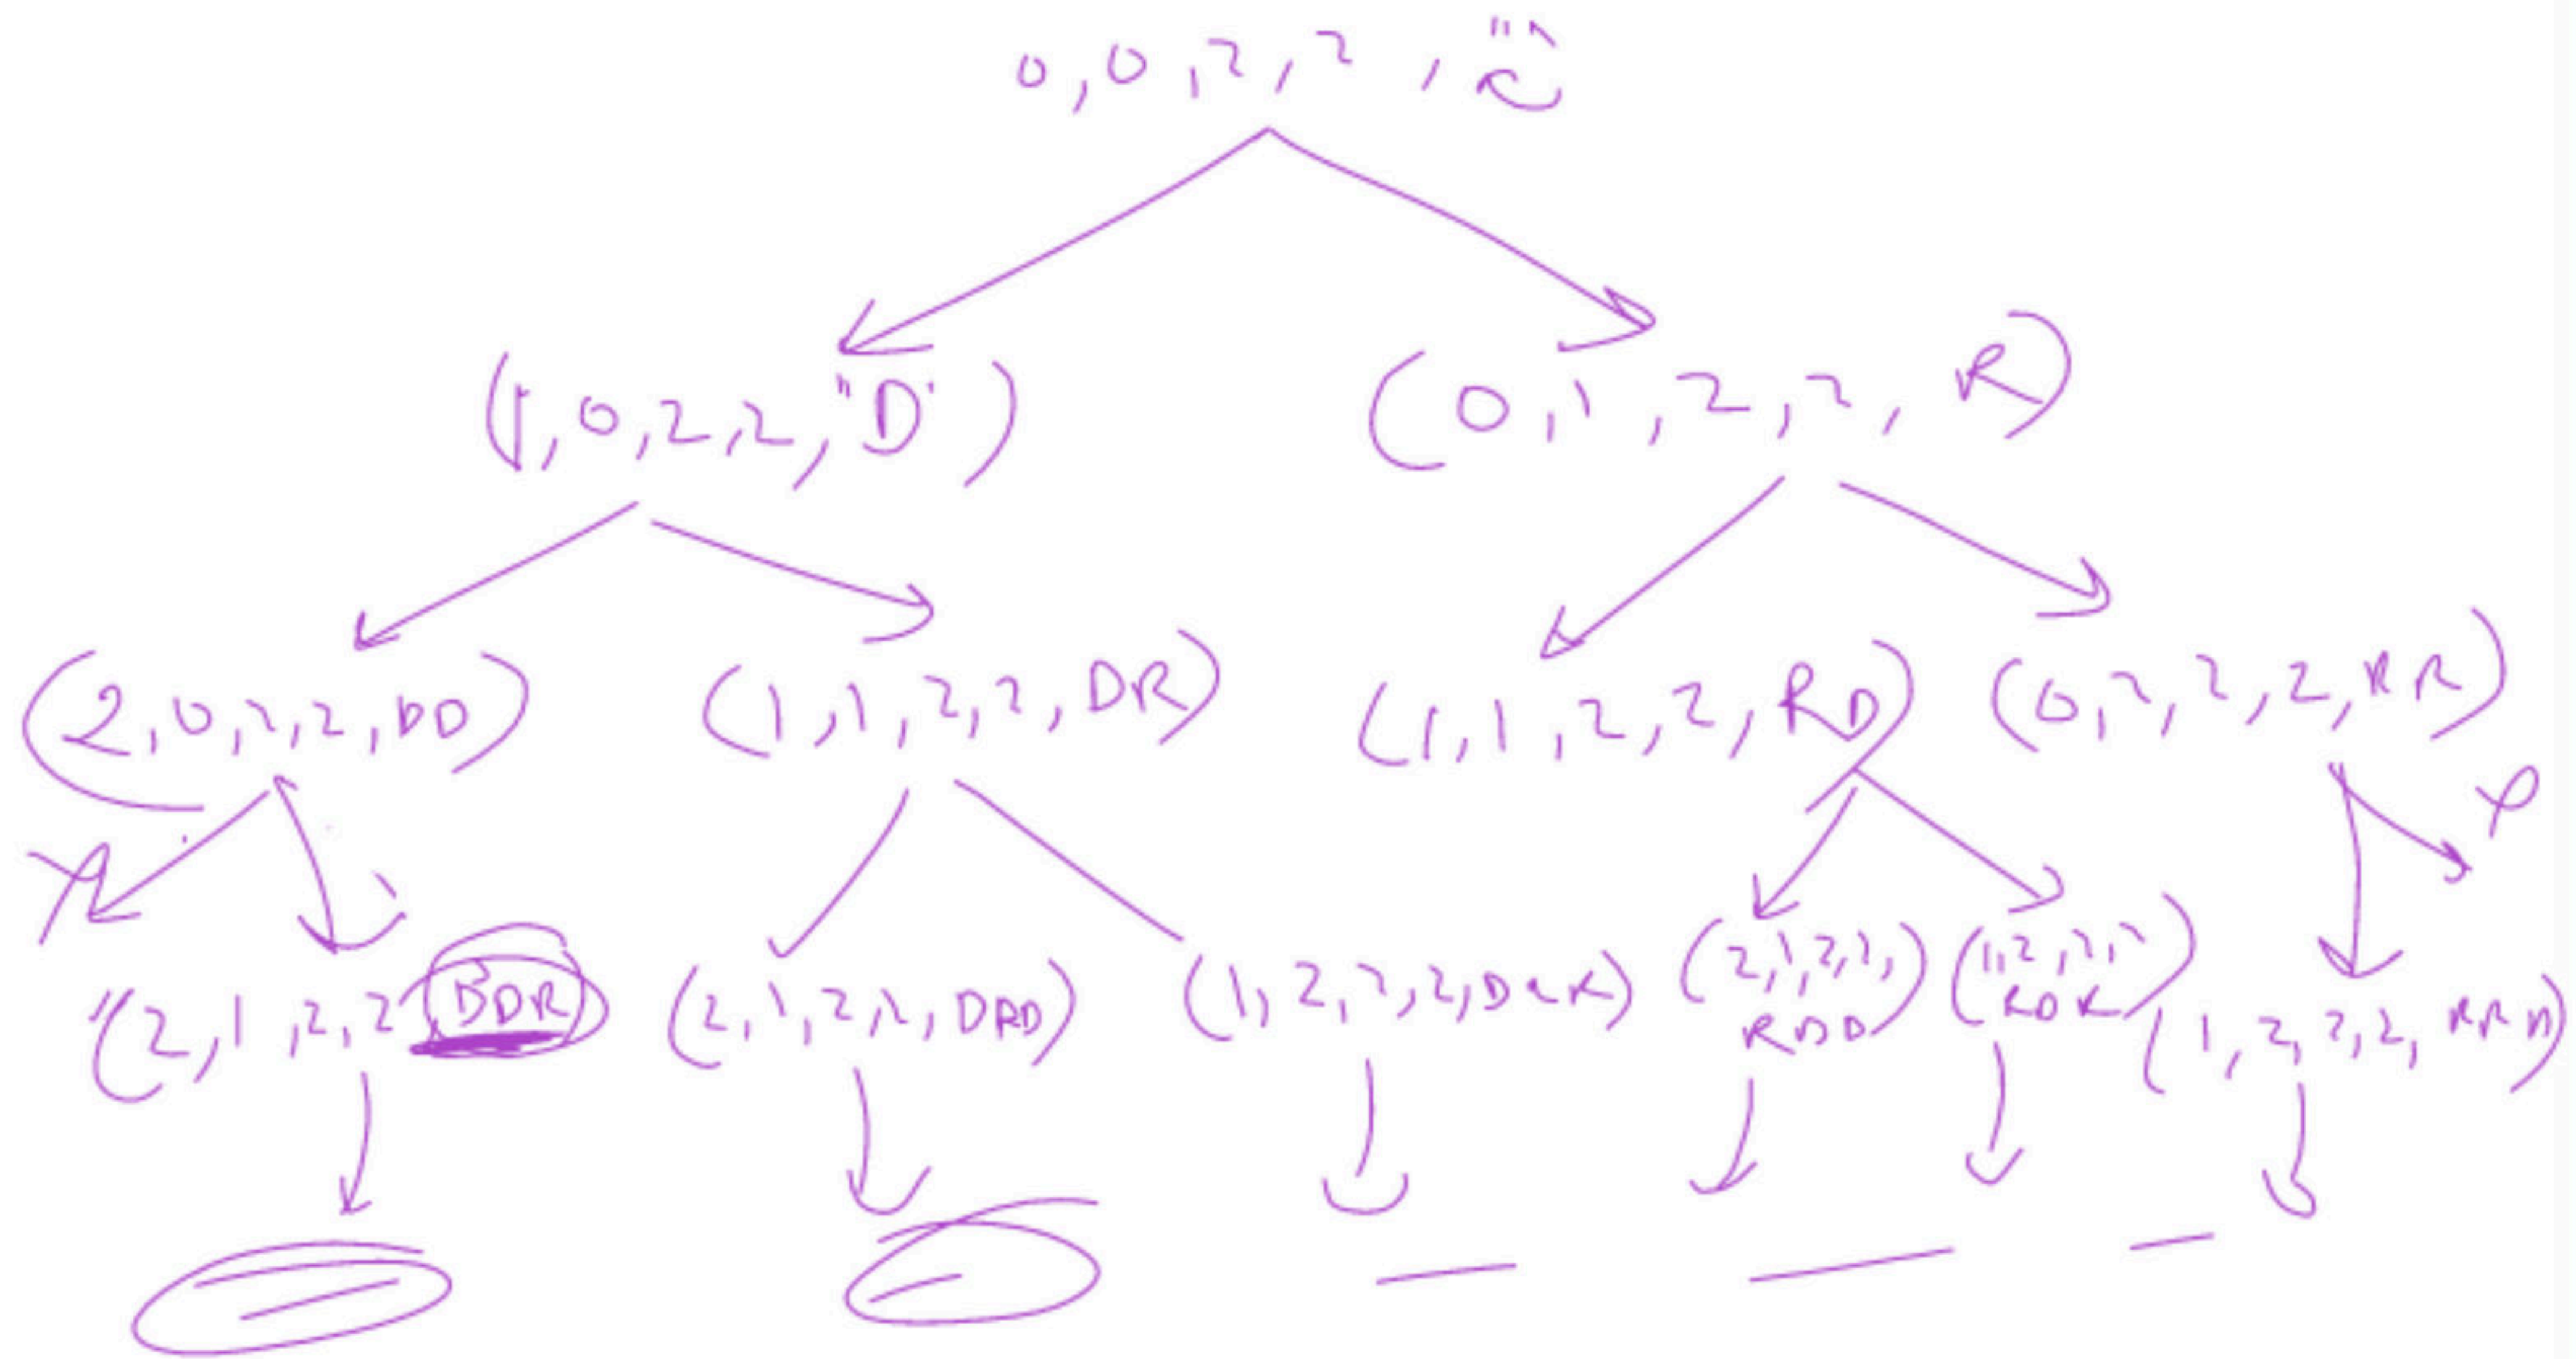 0, 0, 2, 2, ""
(1, 0, 2, 2, "D")
(0, 1, 2, 2, R)
(2, 0, 2, 2, DD)
(1, 1, 2, 2, DR)
(1, 1, 2, 2, RD)
(0, 2, 2, 2, RR)
(2, 1, 2, 2, DDR)
(2, 1, 2, 2, DRD)
(1, 2, 2, 2, DRR)
(2, 1, 2, 2,
RDD)
(1, 2, 2, 2
RDR)
(1, 2, 2, 2, RRD)